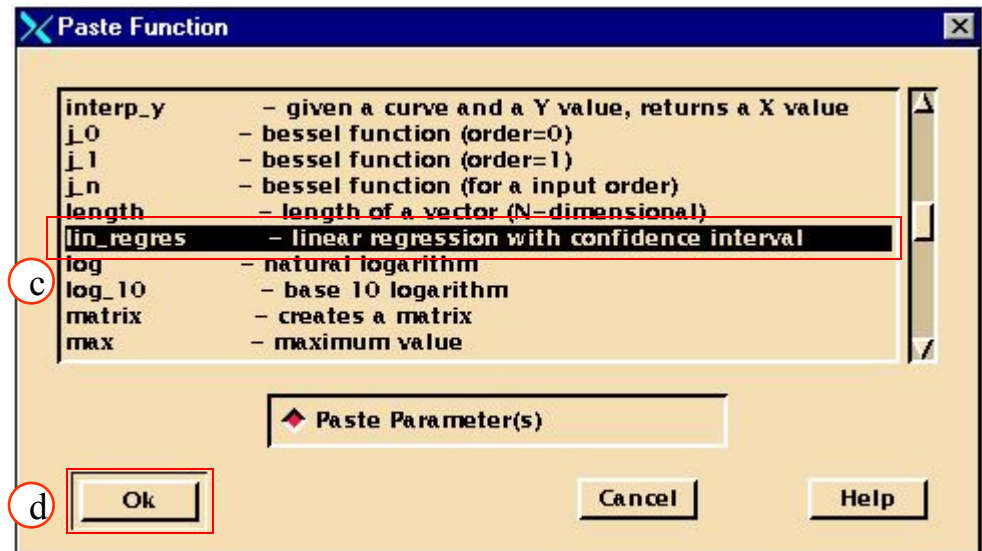 Paste Function
interp_y – given a curve and a Y value, returns a X value
j_0 – bessel function (order=0)
j_1 – bessel function (order=1)
j_n – bessel function (for a input order)
length – length of a vector (N-dimensional)
lin_regres – linear regression with confidence interval
log – natural logarithm
c
log_10 – base 10 logarithm
matrix – creates a matrix
max – maximum value
Paste Parameter(s)
d
Ok Cancel Help